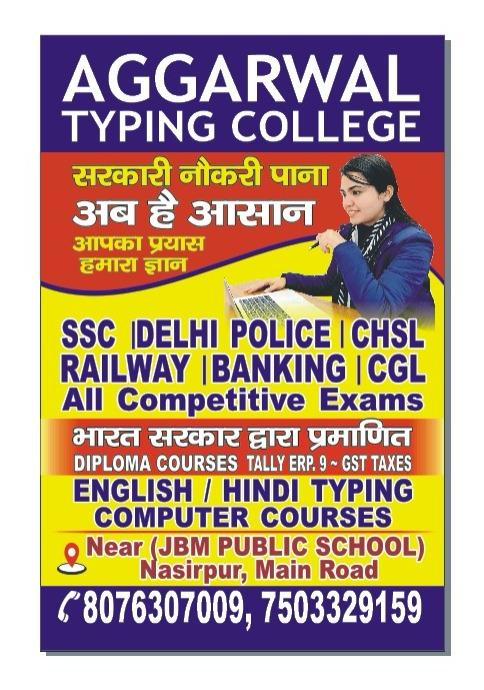 AGGARWAL
TYPING COLLEGE
सरकारी नौकरी पाना
अब है आसान
आपका प्रयास
हमारा ज्ञान
SSC |DELHI POLICE | CHSL
RAILWAY |BANKING | CGL
All Competitive Exams
भारत सरकार द्वारा प्रमाणित
DIPLOMA COURSES TALLY ERP. 9 ~ GST TAXES
ENGLISH / HINDI TYPING
COMPUTER COURSES
Near (JBM PUBLIC SCHOOL)
Nasirpur, Main Road
8076307009, 7503329159